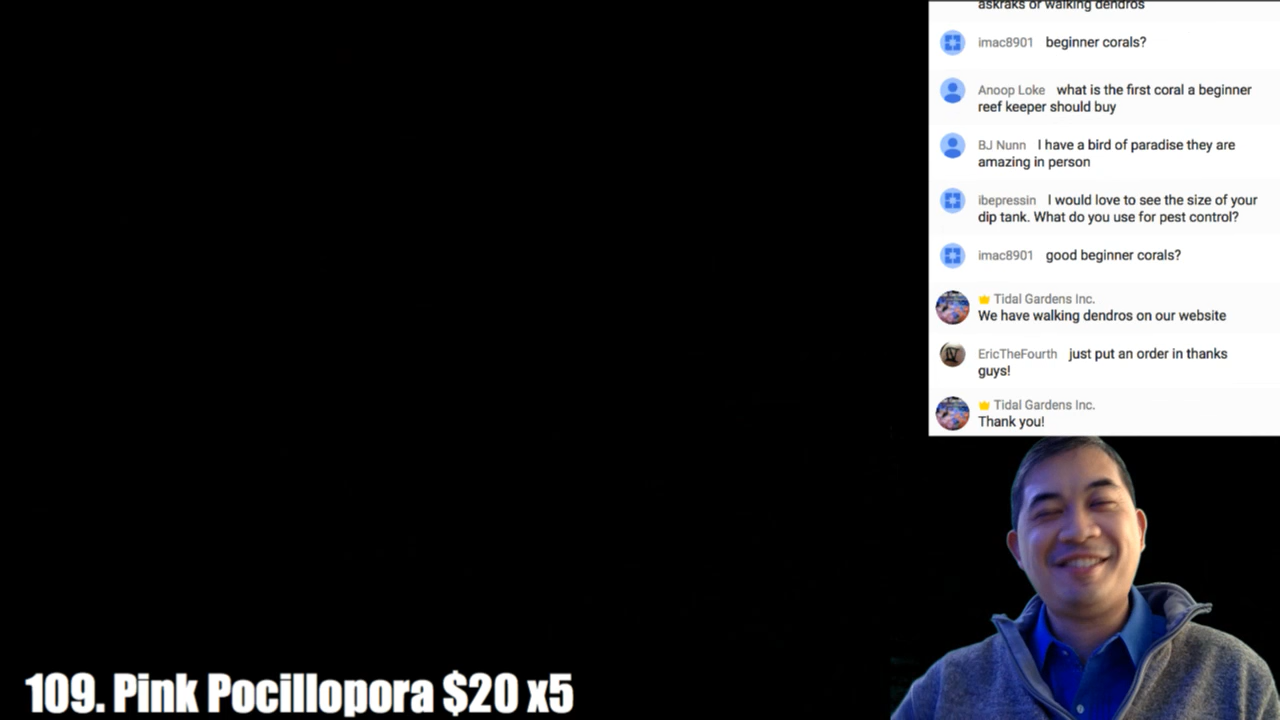 askraks or walking dendros
imac8901 beginner corals?
Anoop Loke what is the first coral a beginner
reef keeper should buy
BJ Nunn I have a bird of paradise they are
amazing in person
ibepressin I would love to see the size of your
dip tank. What do you use for pest control?
imac8901 good beginner corals?
Tidal Gardens Inc.
We have walking dendros on our website
EricTheFourth just put an order in thanks
guys!
Tidal Gardens Inc.
Thank you!
109. Pink Pocillopora $20 x5